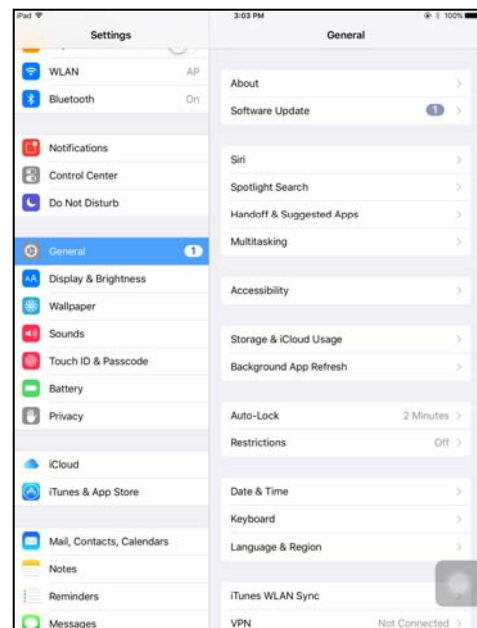 iPad 3:03 PM 100%
Settings
General
WLAN AP
Bluetooth On
Notifications
Control Center
Do Not Disturb
General 1
Display & Brightness
Wallpaper
Sounds
Touch ID & Passcode
Battery
Privacy
iCloud
iTunes & App Store
Mail, Contacts, Calendars
Notes
Reminders
Messages
About
Software Update 1
Siri
Spotlight Search
Handoff & Suggested Apps
Multitasking
Accessibility
Storage & iCloud Usage
Background App Refresh
Auto-Lock 2 Minutes
Restrictions Off
Date & Time
Keyboard
Language & Region
iTunes WLAN Sync
VPN Not Connected